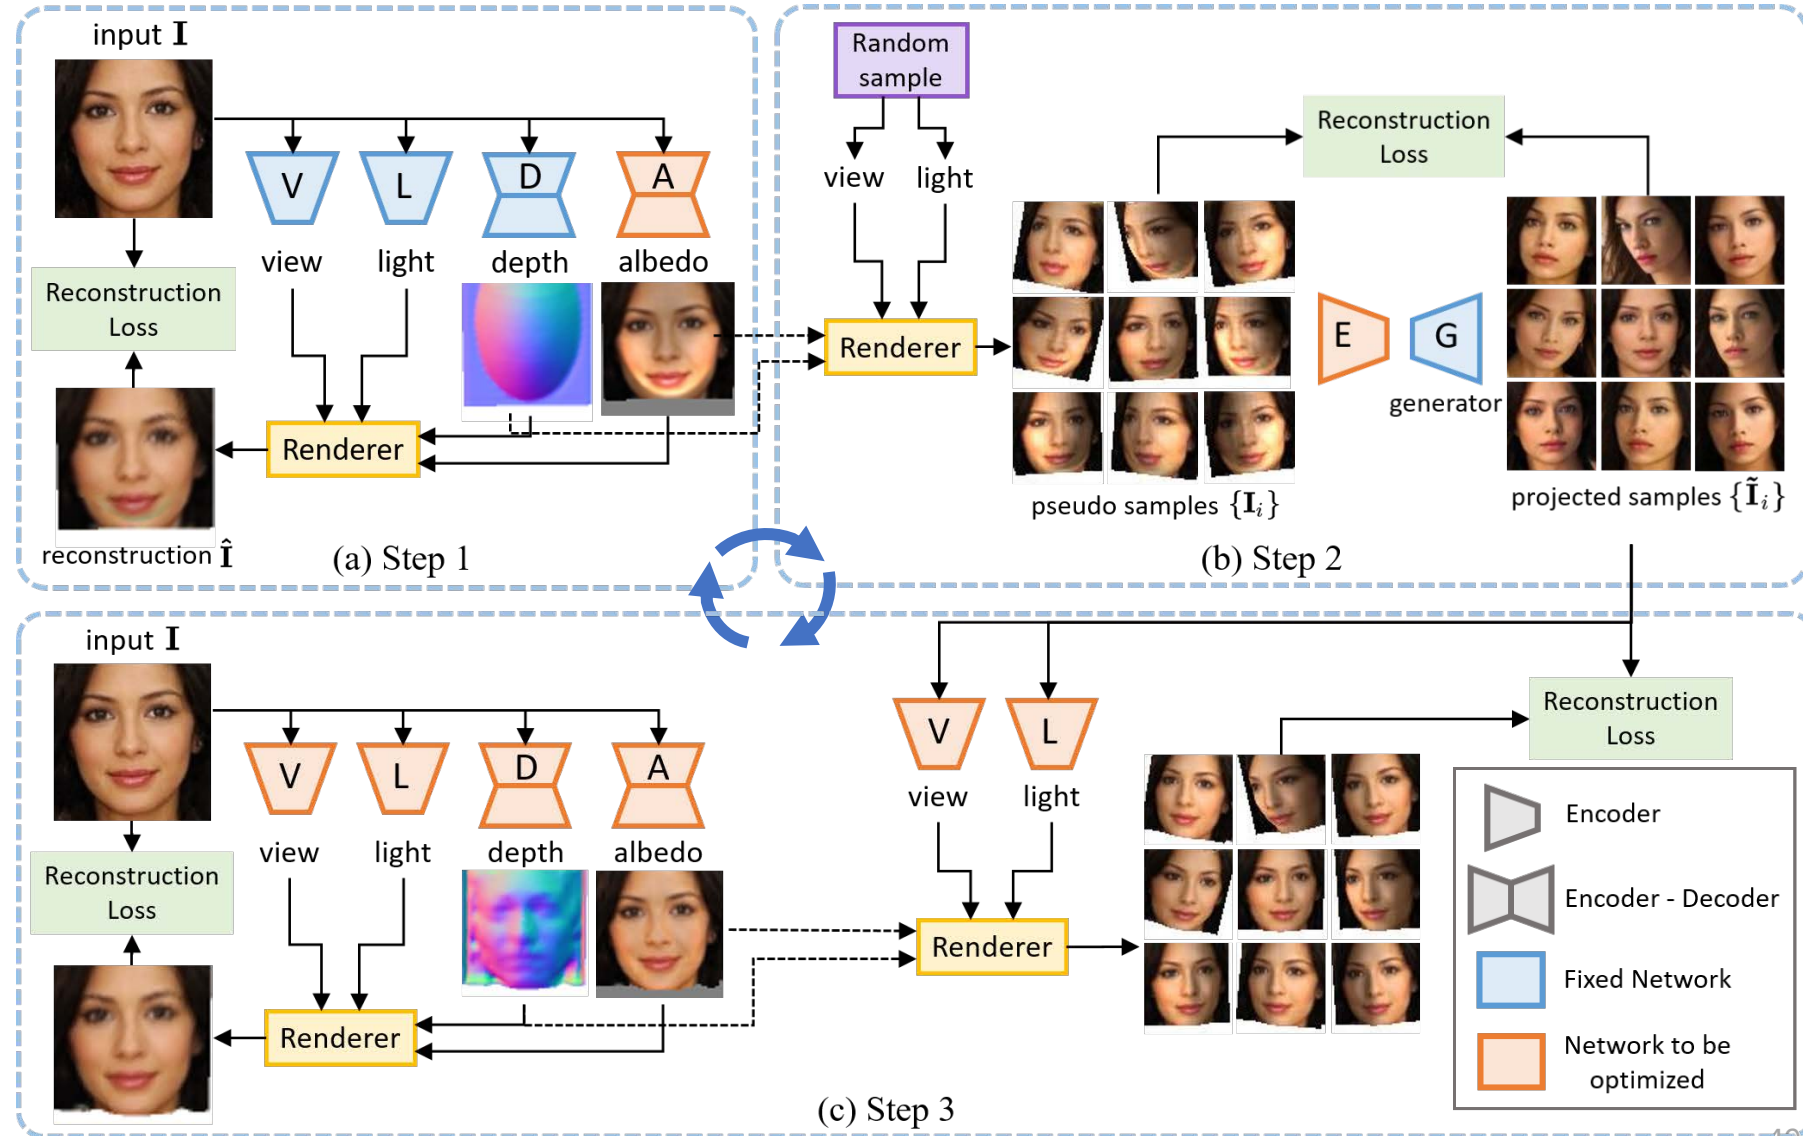 input I
V
L
D
A
view
light
depth
albedo
Reconstruction
Loss
Renderer
reconstruction Î
(a) Step 1
Random
sample
view
light
Renderer
Reconstruction
Loss
E
G
generator
pseudo samples {I_i}
projected samples {Ĩ_i}
(b) Step 2
input I
V
L
D
A
view
light
depth
albedo
Reconstruction
Loss
Renderer
V
L
view
light
Renderer
Reconstruction
Loss
Encoder
Encoder - Decoder
Fixed Network
Network to be
optimized
(c) Step 3